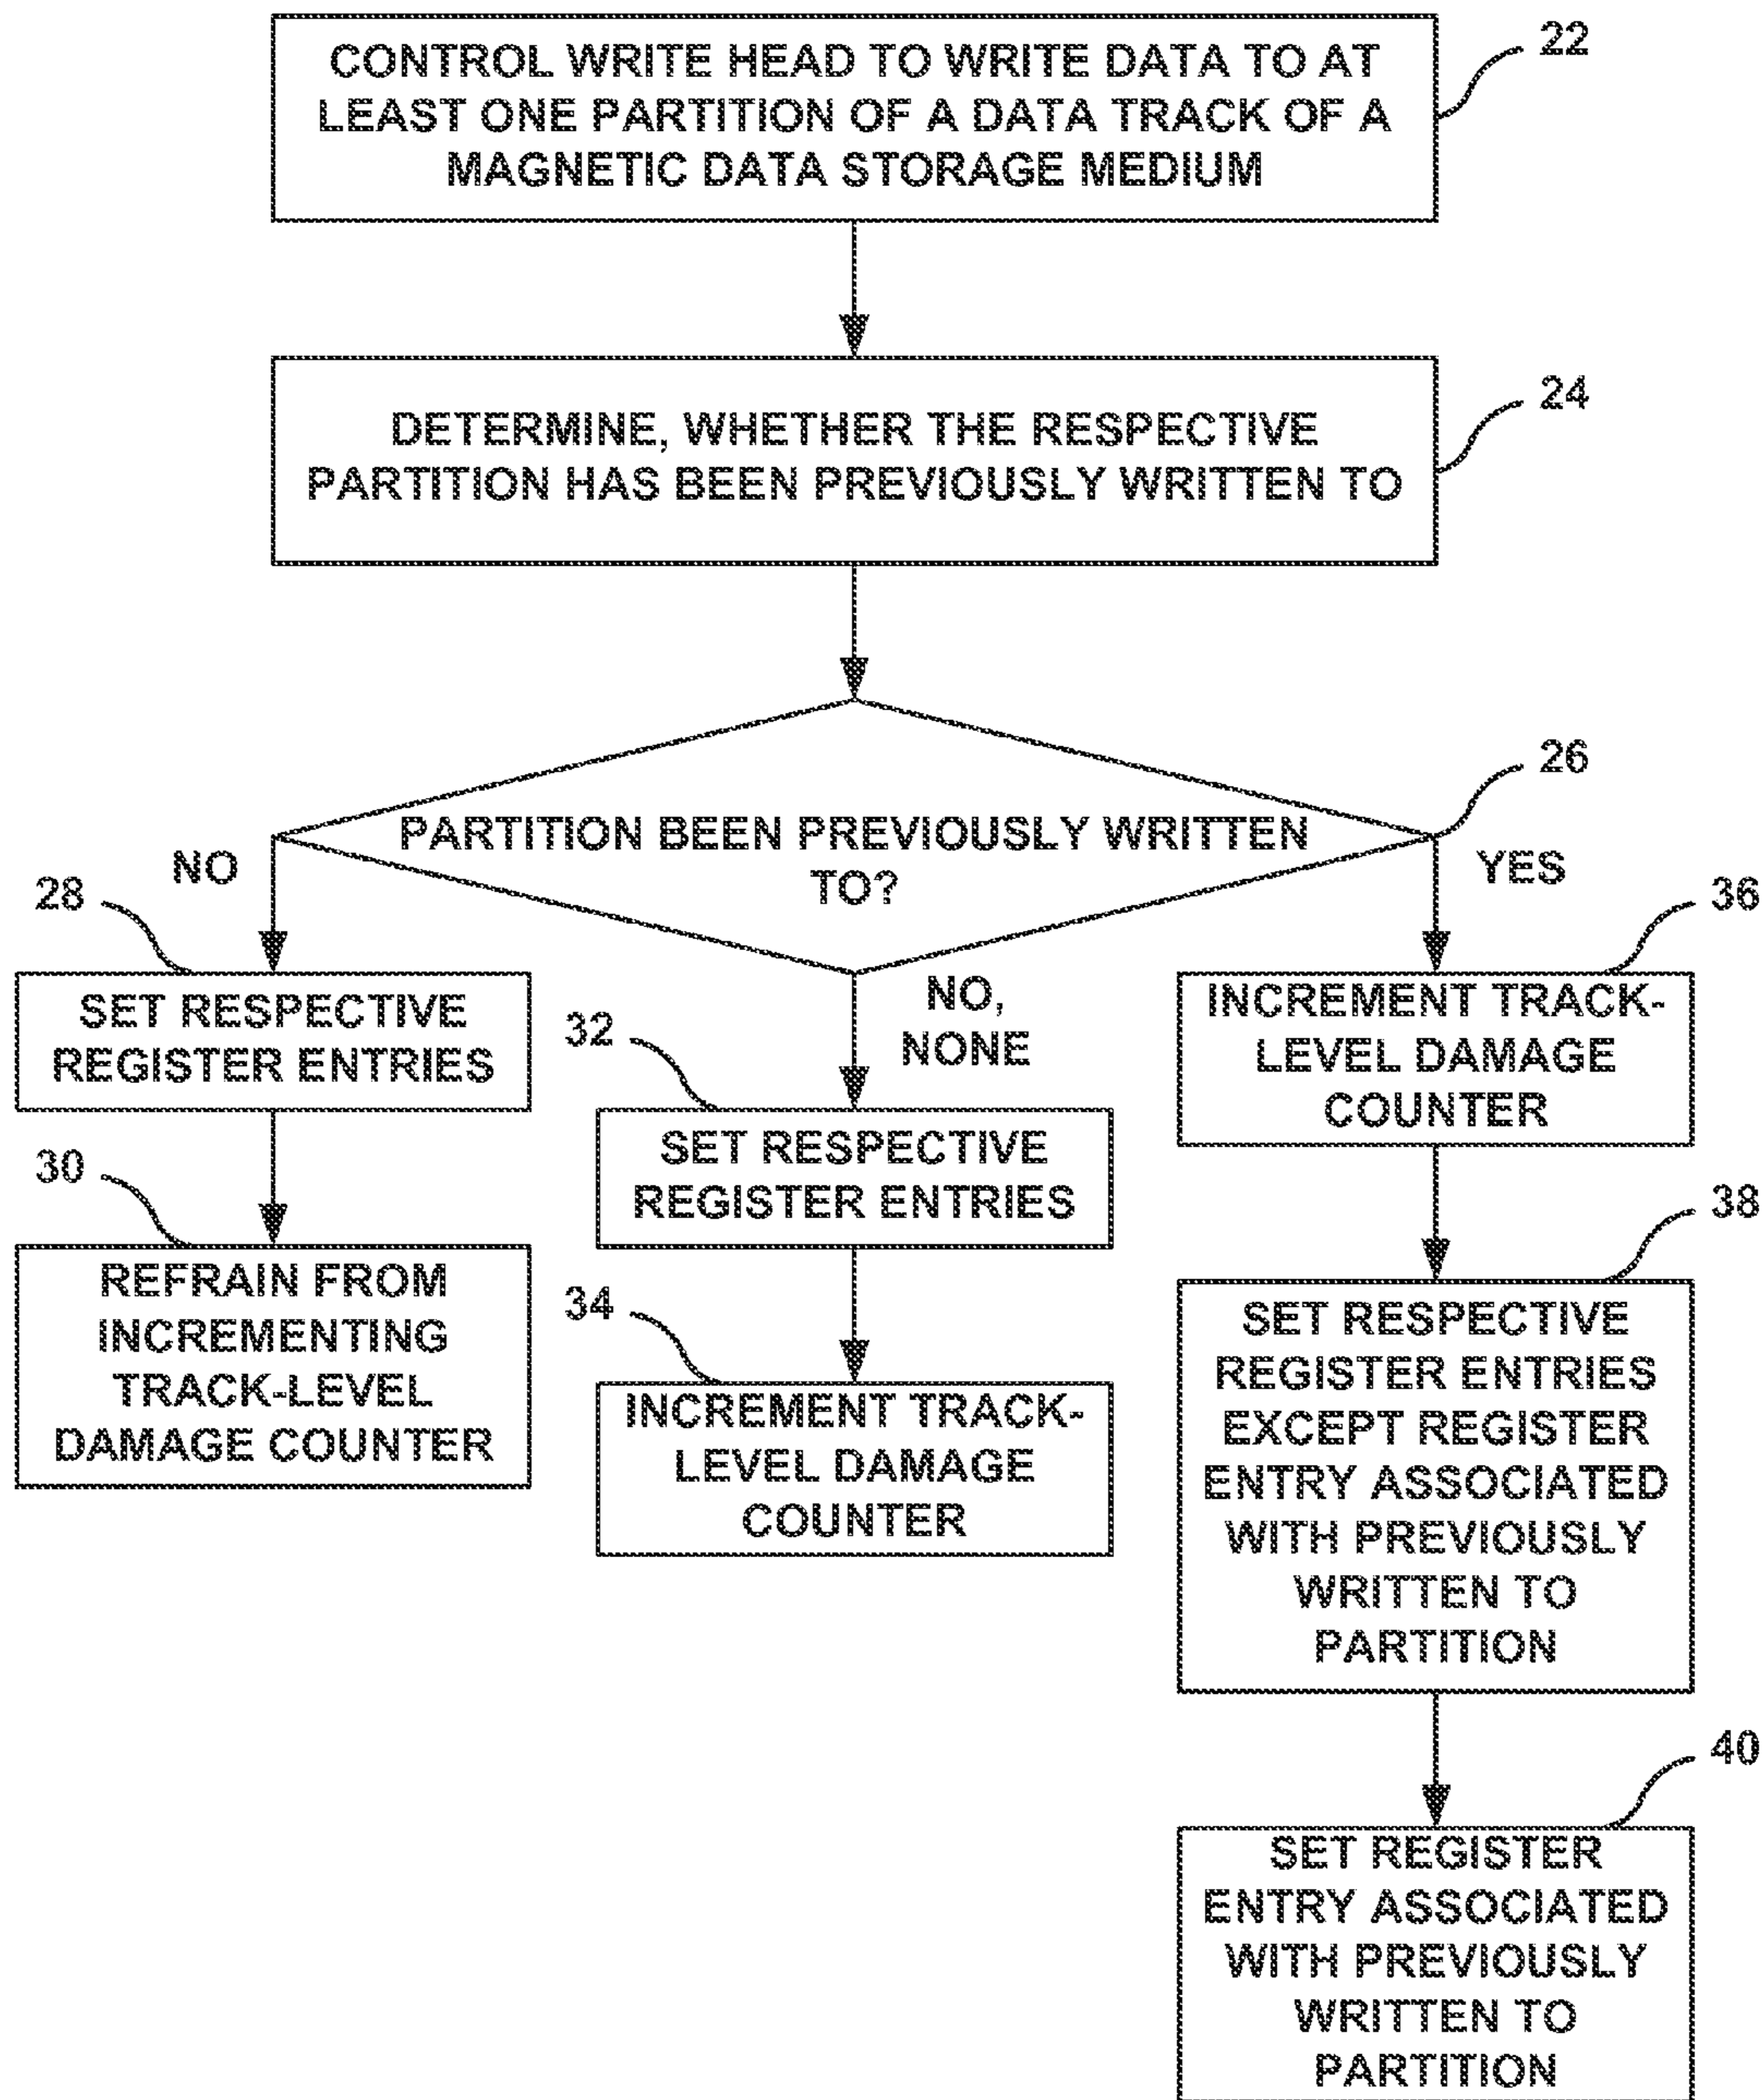 CONTROL WRITE HEAD TO WRITE DATA TO AT
LEAST ONE PARTITION OF A DATA TRACK OF A
MAGNETIC DATA STORAGE MEDIUM
22
DETERMINE, WHETHER THE RESPECTIVE
PARTITION HAS BEEN PREVIOUSLY WRITTEN TO
24
PARTITION BEEN PREVIOUSLY WRITTEN
TO?
26
NO
28
SET RESPECTIVE
REGISTER ENTRIES
30
REFRAIN FROM
INCREMENTING
TRACK-LEVEL
DAMAGE COUNTER
NO,
NONE
32
SET RESPECTIVE
REGISTER ENTRIES
34
INCREMENT TRACK-
LEVEL DAMAGE
COUNTER
YES
36
INCREMENT TRACK-
LEVEL DAMAGE
COUNTER
38
SET RESPECTIVE
REGISTER ENTRIES
EXCEPT REGISTER
ENTRY ASSOCIATED
WITH PREVIOUSLY
WRITTEN TO
PARTITION
40
SET REGISTER
ENTRY ASSOCIATED
WITH PREVIOUSLY
WRITTEN TO
PARTITION